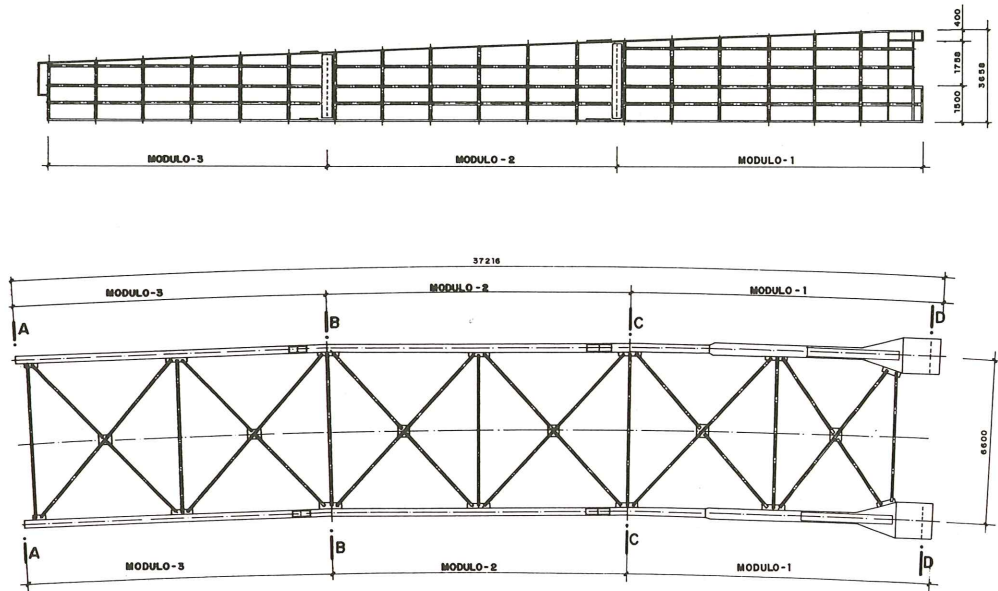 400
1758
3658
1500
MODULO-3
MODULO-2
MODULO-1
37216
MODULO-3
MODULO-2
MODULO-1
A
B
C
D
6600
A
B
C
D
MODULO-3
MODULO-2
MODULO-1